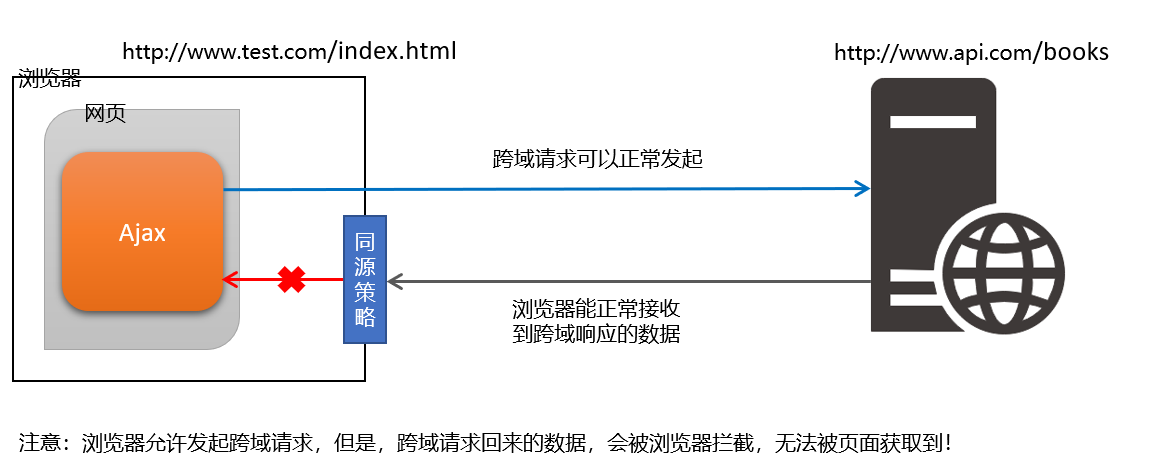 http://www.test.com/index.html
http://www.api.com/books
浏览器
网页
跨域请求可以正常发起
Ajax
同源策略
浏览器能正常接收
到跨域响应的数据
注意：浏览器允许发起跨域请求，但是，跨域请求回来的数据，会被浏览器拦截，无法被页面获取到！